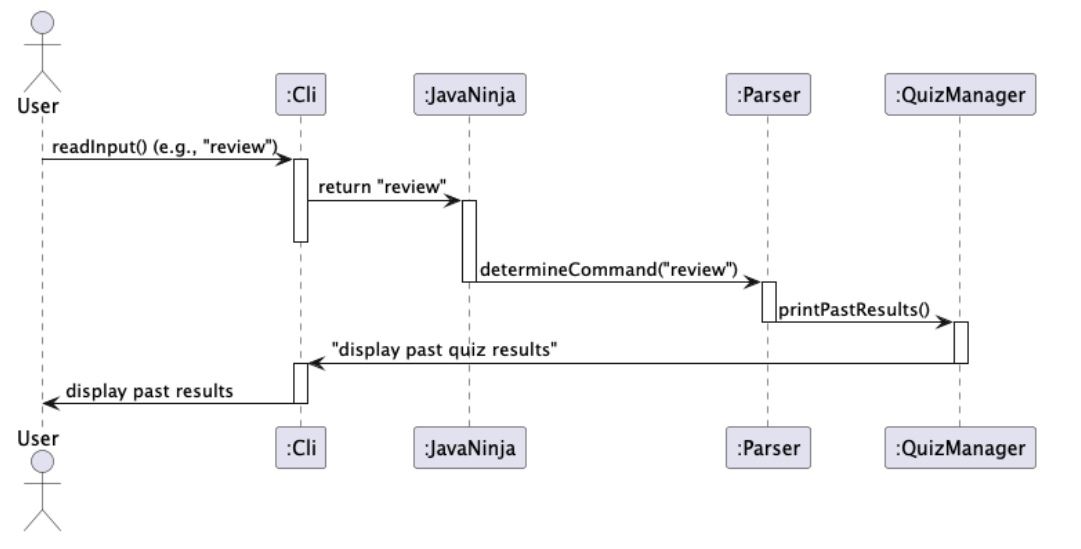 User
:Cli
:JavaNinja
:Parser
:QuizManager
readInput() (e.g., "review")
return "review"
determineCommand("review")
printPastResults()
"display past quiz results"
display past results
User
:Cli
:JavaNinja
:Parser
:QuizManager